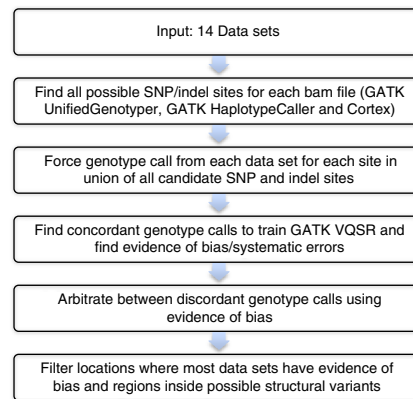 Input: 14 Data sets
Find all possible SNP/indel sites for each bam file (GATK
UnifiedGenotyper, GATK HaplotypeCaller and Cortex)
Force genotype call from each data set for each site in
union of all candidate SNP and indel sites
Find concordant genotype calls to train GATK VQSR and
find evidence of bias/systematic errors
Arbitrate between discordant genotype calls using
evidence of bias
Filter locations where most data sets have evidence of
bias and regions inside possible structural variants